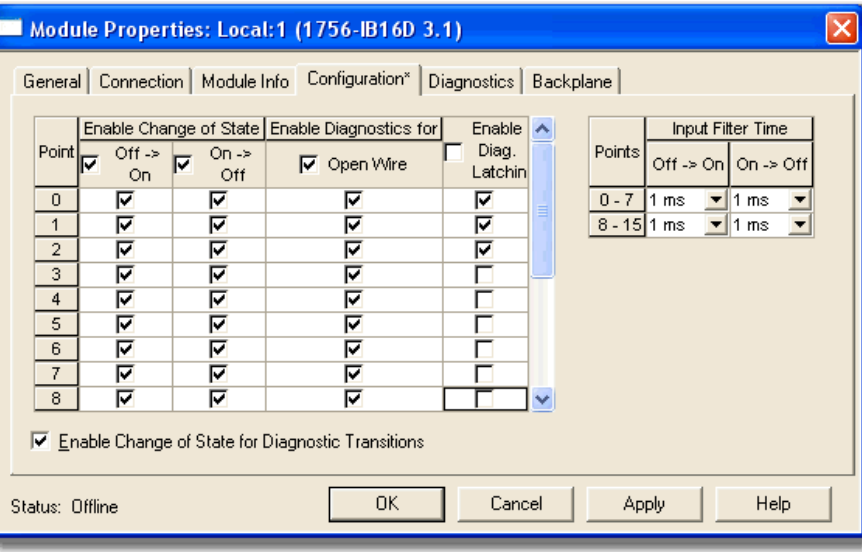 Module Properties: Local:1 (1756-IB16D 3.1)
General Connection Module Info Configuration* Diagnostics Backplane
Point Enable Change of State Enable Diagnostics for Enable Diag. Latchin
Off -> On On -> Off Open Wire
0
1
2
3
4
5
6
7
8
Points Input Filter Time
Off -> On On -> Off
0 - 7 1 ms 1 ms
8 - 15 1 ms 1 ms
Enable Change of State for Diagnostic Transitions
Status: Offline OK Cancel Apply Help